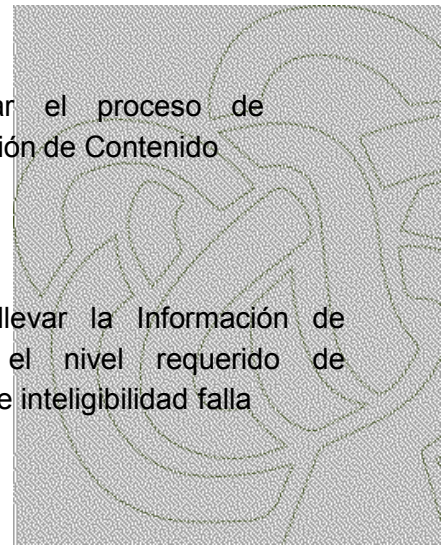 ar el proceso de
ión de Contenido
llevar la Información de
el nivel requerido de
e inteligibilidad falla